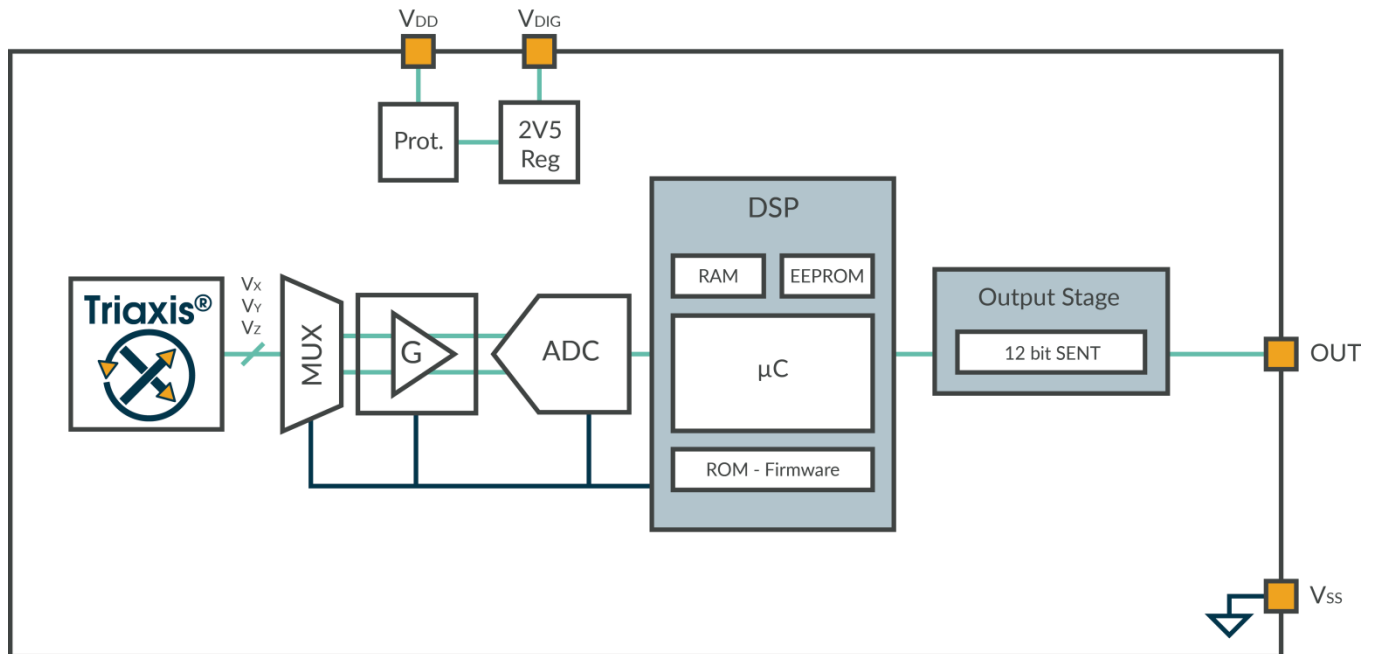 VDD
VDIG
Prot.
2V5
Reg
DSP
RAM
EEPROM
Triaxis®
VX
VY
VZ
MUX
G
ADC
µC
Output Stage
12 bit SENT
OUT
ROM - Firmware
VSS